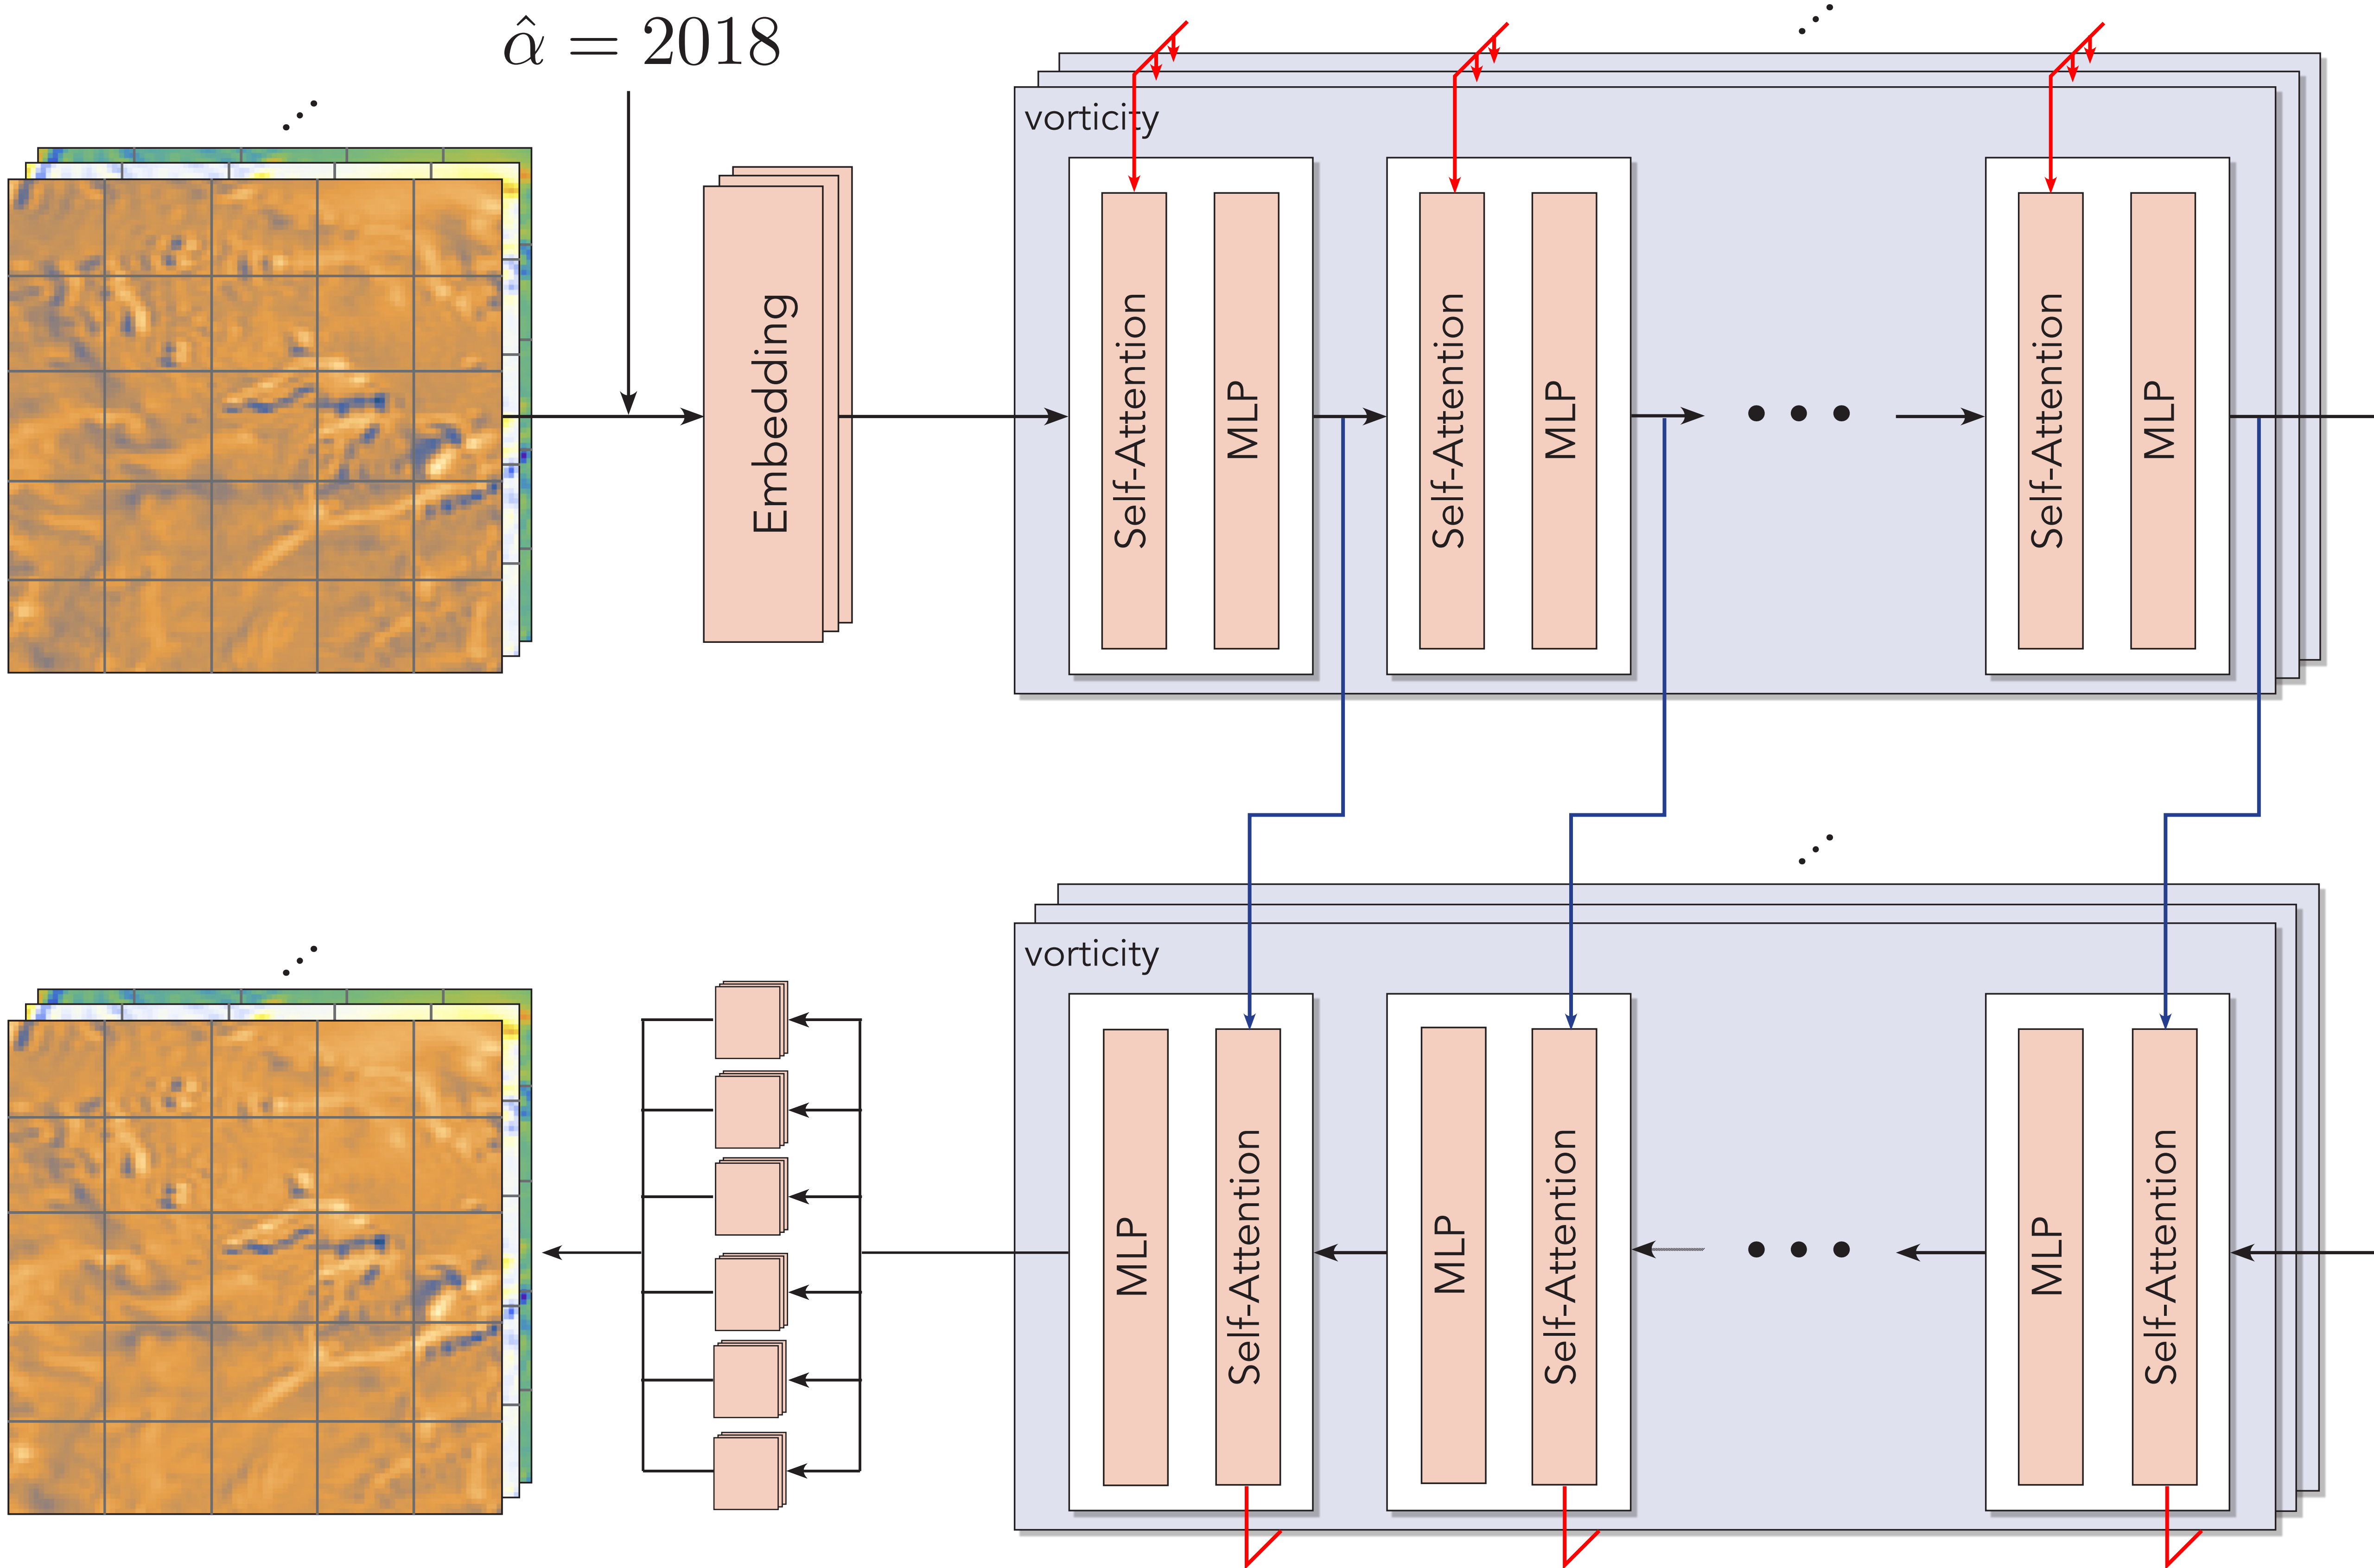 α̂ = 2018
vorticity
Embedding
Self-Attention
MLP
Self-Attention
MLP
Self-Attention
MLP
vorticity
MLP
Self-Attention
MLP
Self-Attention
MLP
Self-Attention